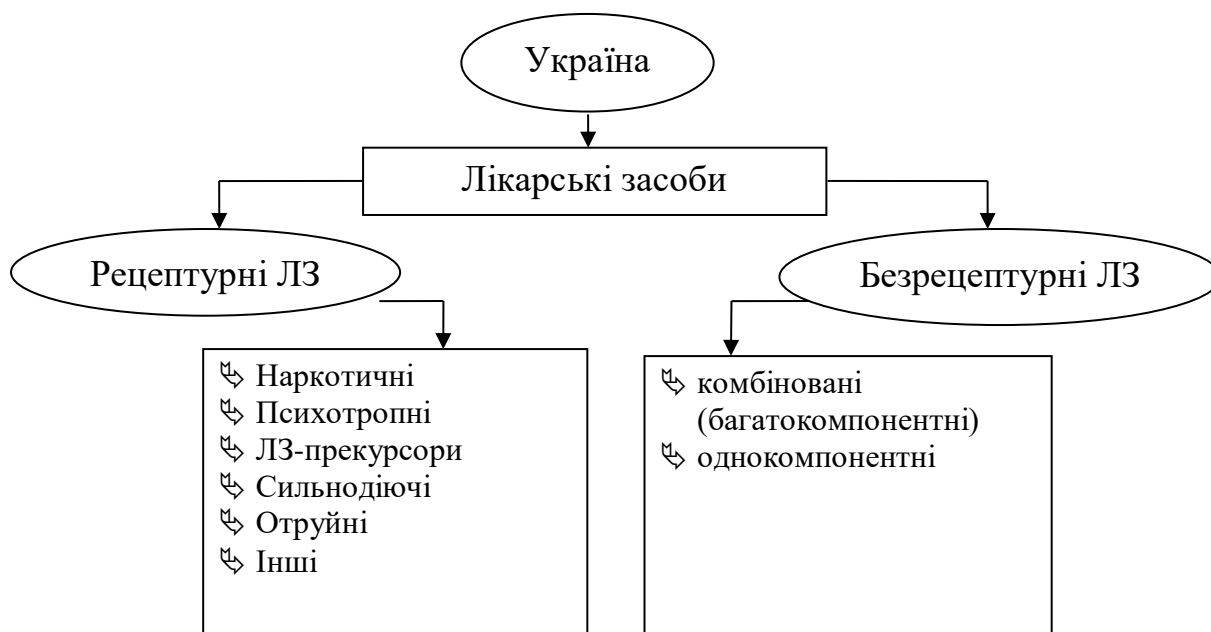 Україна
Лікарські засоби
Рецептурні ЛЗ
Безрецептурні ЛЗ
Наркотичні
Психотропні
ЛЗ-прекурсори
Сильнодіючі
Отруйні
Інші
комбіновані
(багатокомпонентні)
однокомпонентні